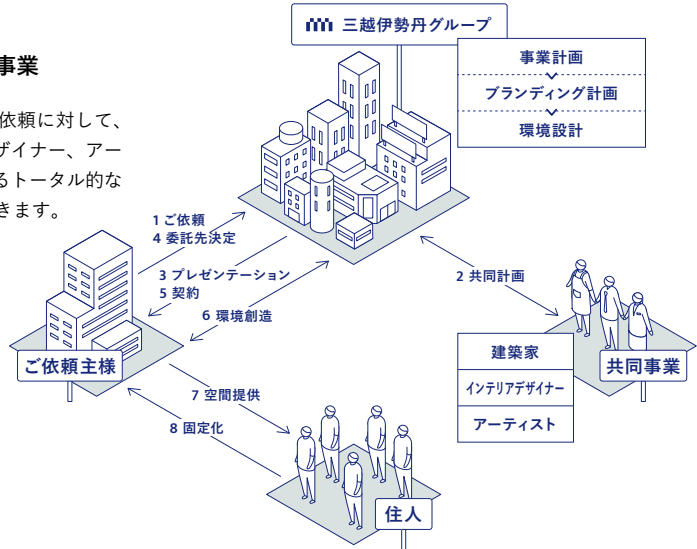 三越伊勢丹グループ
事業計画
ブランディング計画
環境設計
事業
依頼に対して、
ザイナー、アー
るトータル的な
きます。
1 ご依頼
4 委託先決定
3 プレゼンテーション
5 契約
6 環境創造
2 共同計画
ご依頼主様
建築家
インテリアデザイナー
アーティスト
共同事業
7 空間提供
8 固定化
住人